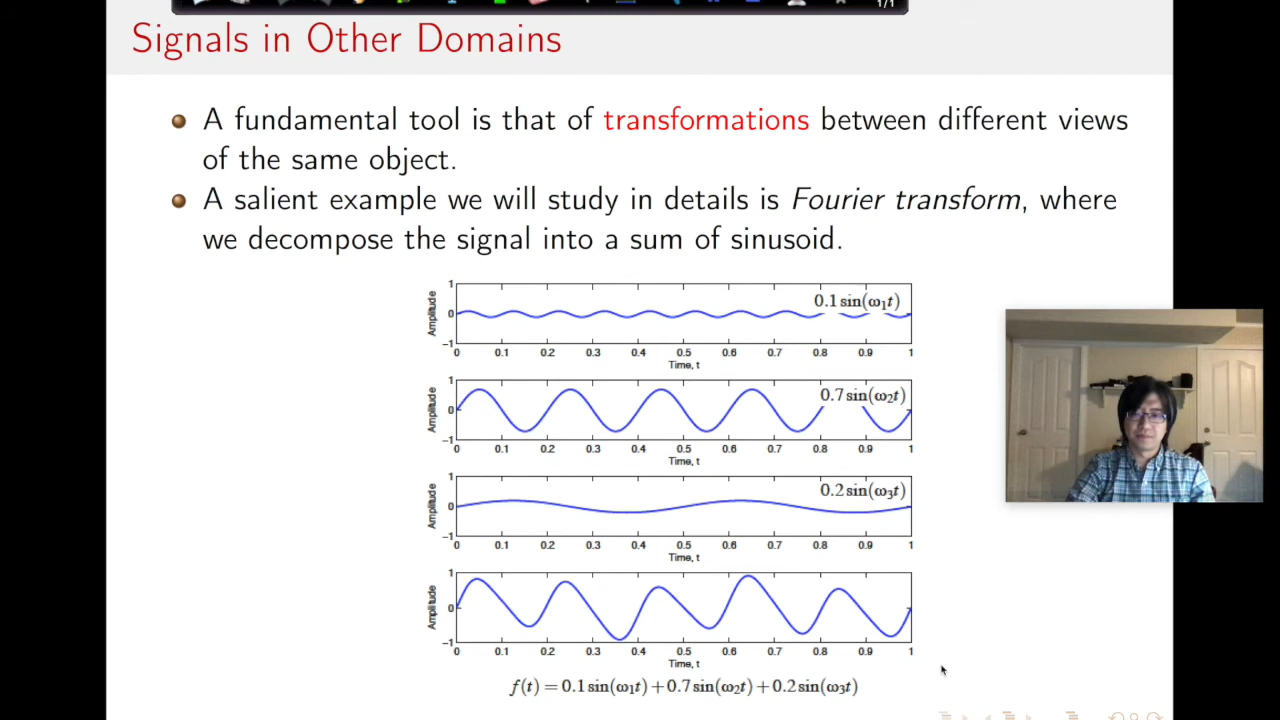 1/1
Signals in Other Domains
A fundamental tool is that of transformations between different views
of the same object.
A salient example we will study in details is Fourier transform, where
we decompose the signal into a sum of sinusoid.
0.1 sin(ω₁t)
Amplitude
1
0
−1
0 0.1 0.2 0.3 0.4 0.5 0.6 0.7 0.8 0.9 1
Time, t
0.7 sin(ω₂t)
Amplitude
1
0
−1
0 0.1 0.2 0.3 0.4 0.5 0.6 0.7 0.8 0.9 1
Time, t
0.2 sin(ω₃t)
Amplitude
1
0
−1
0 0.1 0.2 0.3 0.4 0.5 0.6 0.7 0.8 0.9 1
Time, t
Amplitude
1
0
−1
0 0.1 0.2 0.3 0.4 0.5 0.6 0.7 0.8 0.9 1
Time, t
f(t) = 0.1 sin(ω₁t) + 0.7 sin(ω₂t) + 0.2 sin(ω₃t)